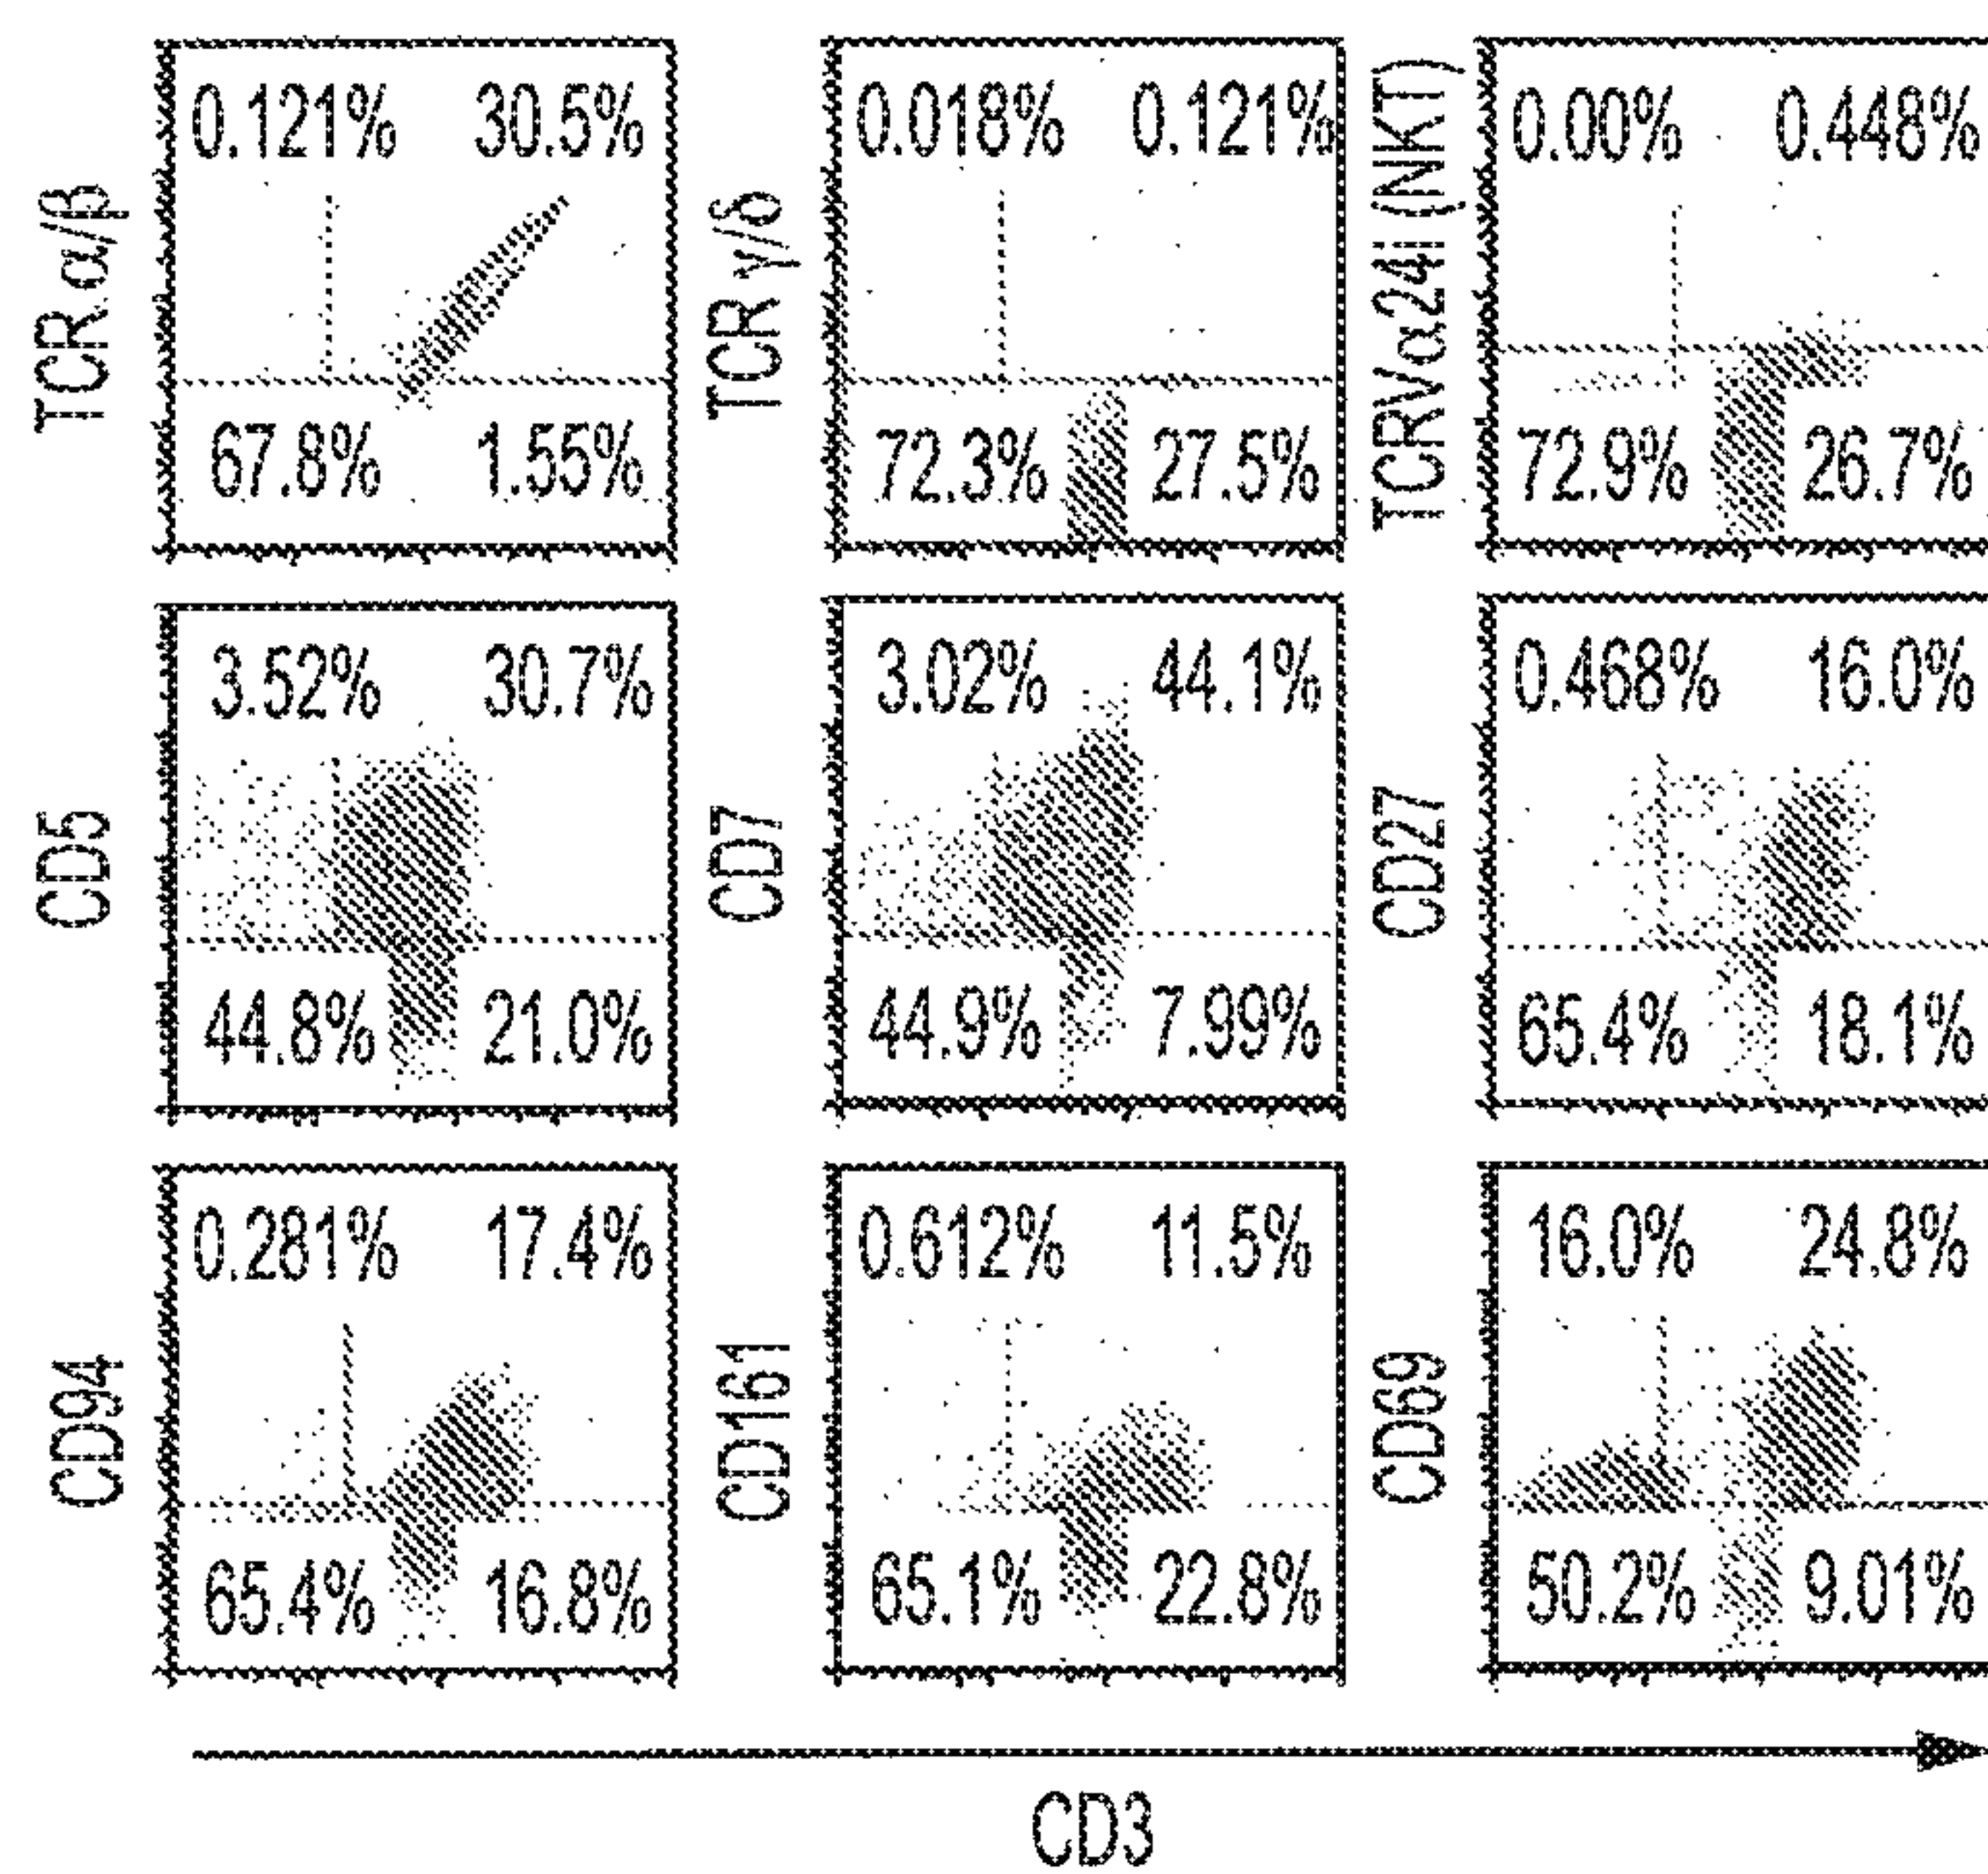 TCR α/β
0.121% 30.5%
67.8% 1.55%
TCR γ/δ
0.018% 0.121%
72.3% 27.5%
TCRVα24i (NKT)
0.00% 0.448%
72.9% 26.7%
CD5
3.52% 30.7%
44.8% 21.0%
CD7
3.02% 44.1%
44.9% 7.99%
CD27
0.468% 16.0%
65.4% 18.1%
CD94
0.281% 17.4%
65.4% 16.8%
CD161
0.612% 11.5%
65.1% 22.8%
CD69
16.0% 24.8%
50.2% 9.01%
CD3